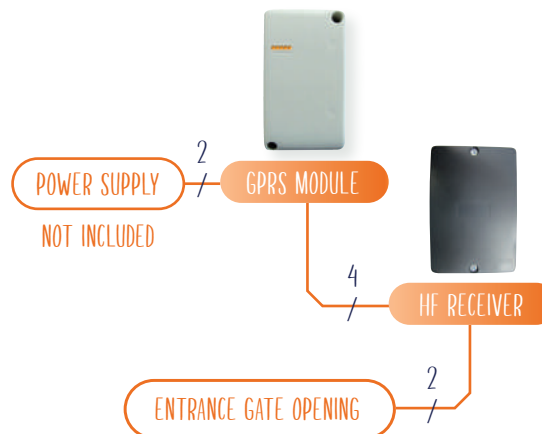 2
POWER SUPPLY
GPRS MODULE
NOT INCLUDED
4
HF RECEIVER
2
ENTRANCE GATE OPENING